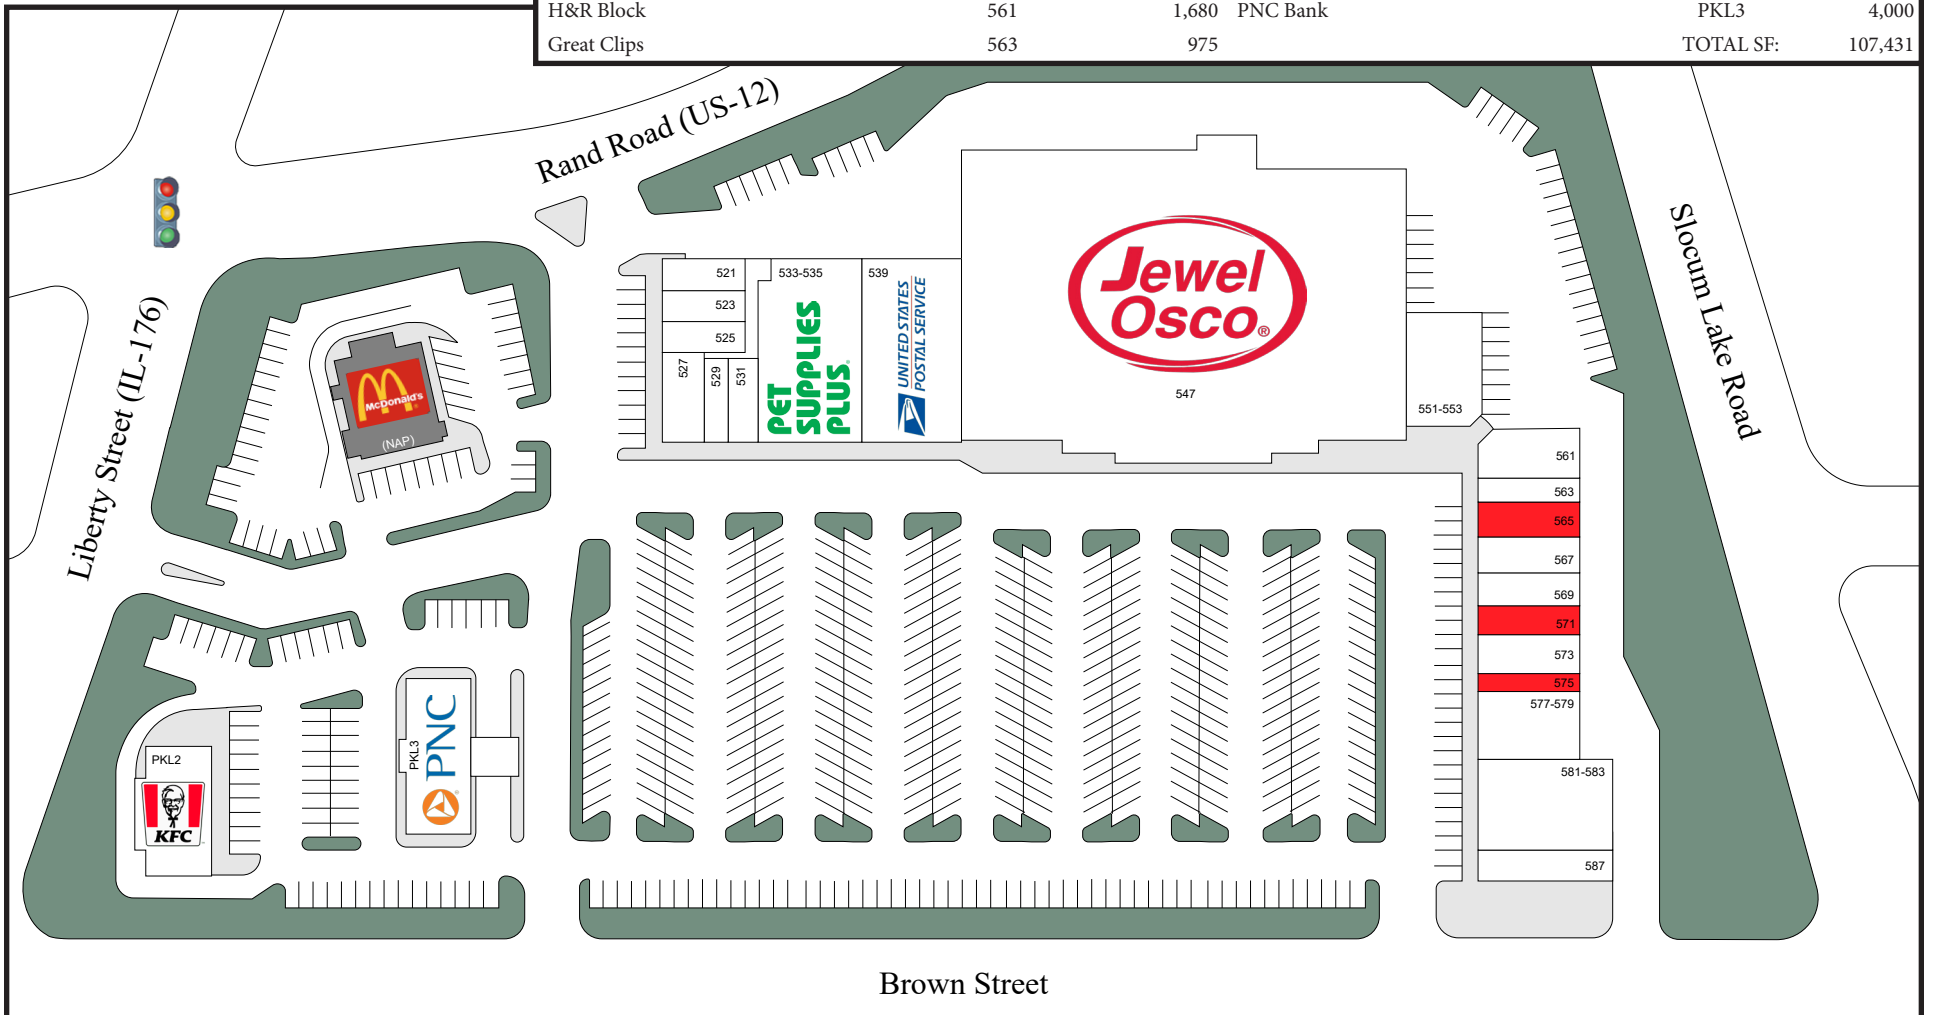 H&R Block 561 1,680 PNC Bank PKL3 4,000
Great Clips 563 975 TOTAL SF: 107,431
Rand Road (US-12)
Liberty Street (IL-176)
Slocum Lake Road
McDonald's
(NAP)
521
523
525
527
529
531
533-535
PET
SUPPLIES
PLUS
539
UNITED STATES
POSTAL SERVICE
Jewel
Osco®
547
551-553
561
563
565
567
569
571
573
575
577-579
581-583
587
PKL3
PNC
PKL2
KFC
Brown Street